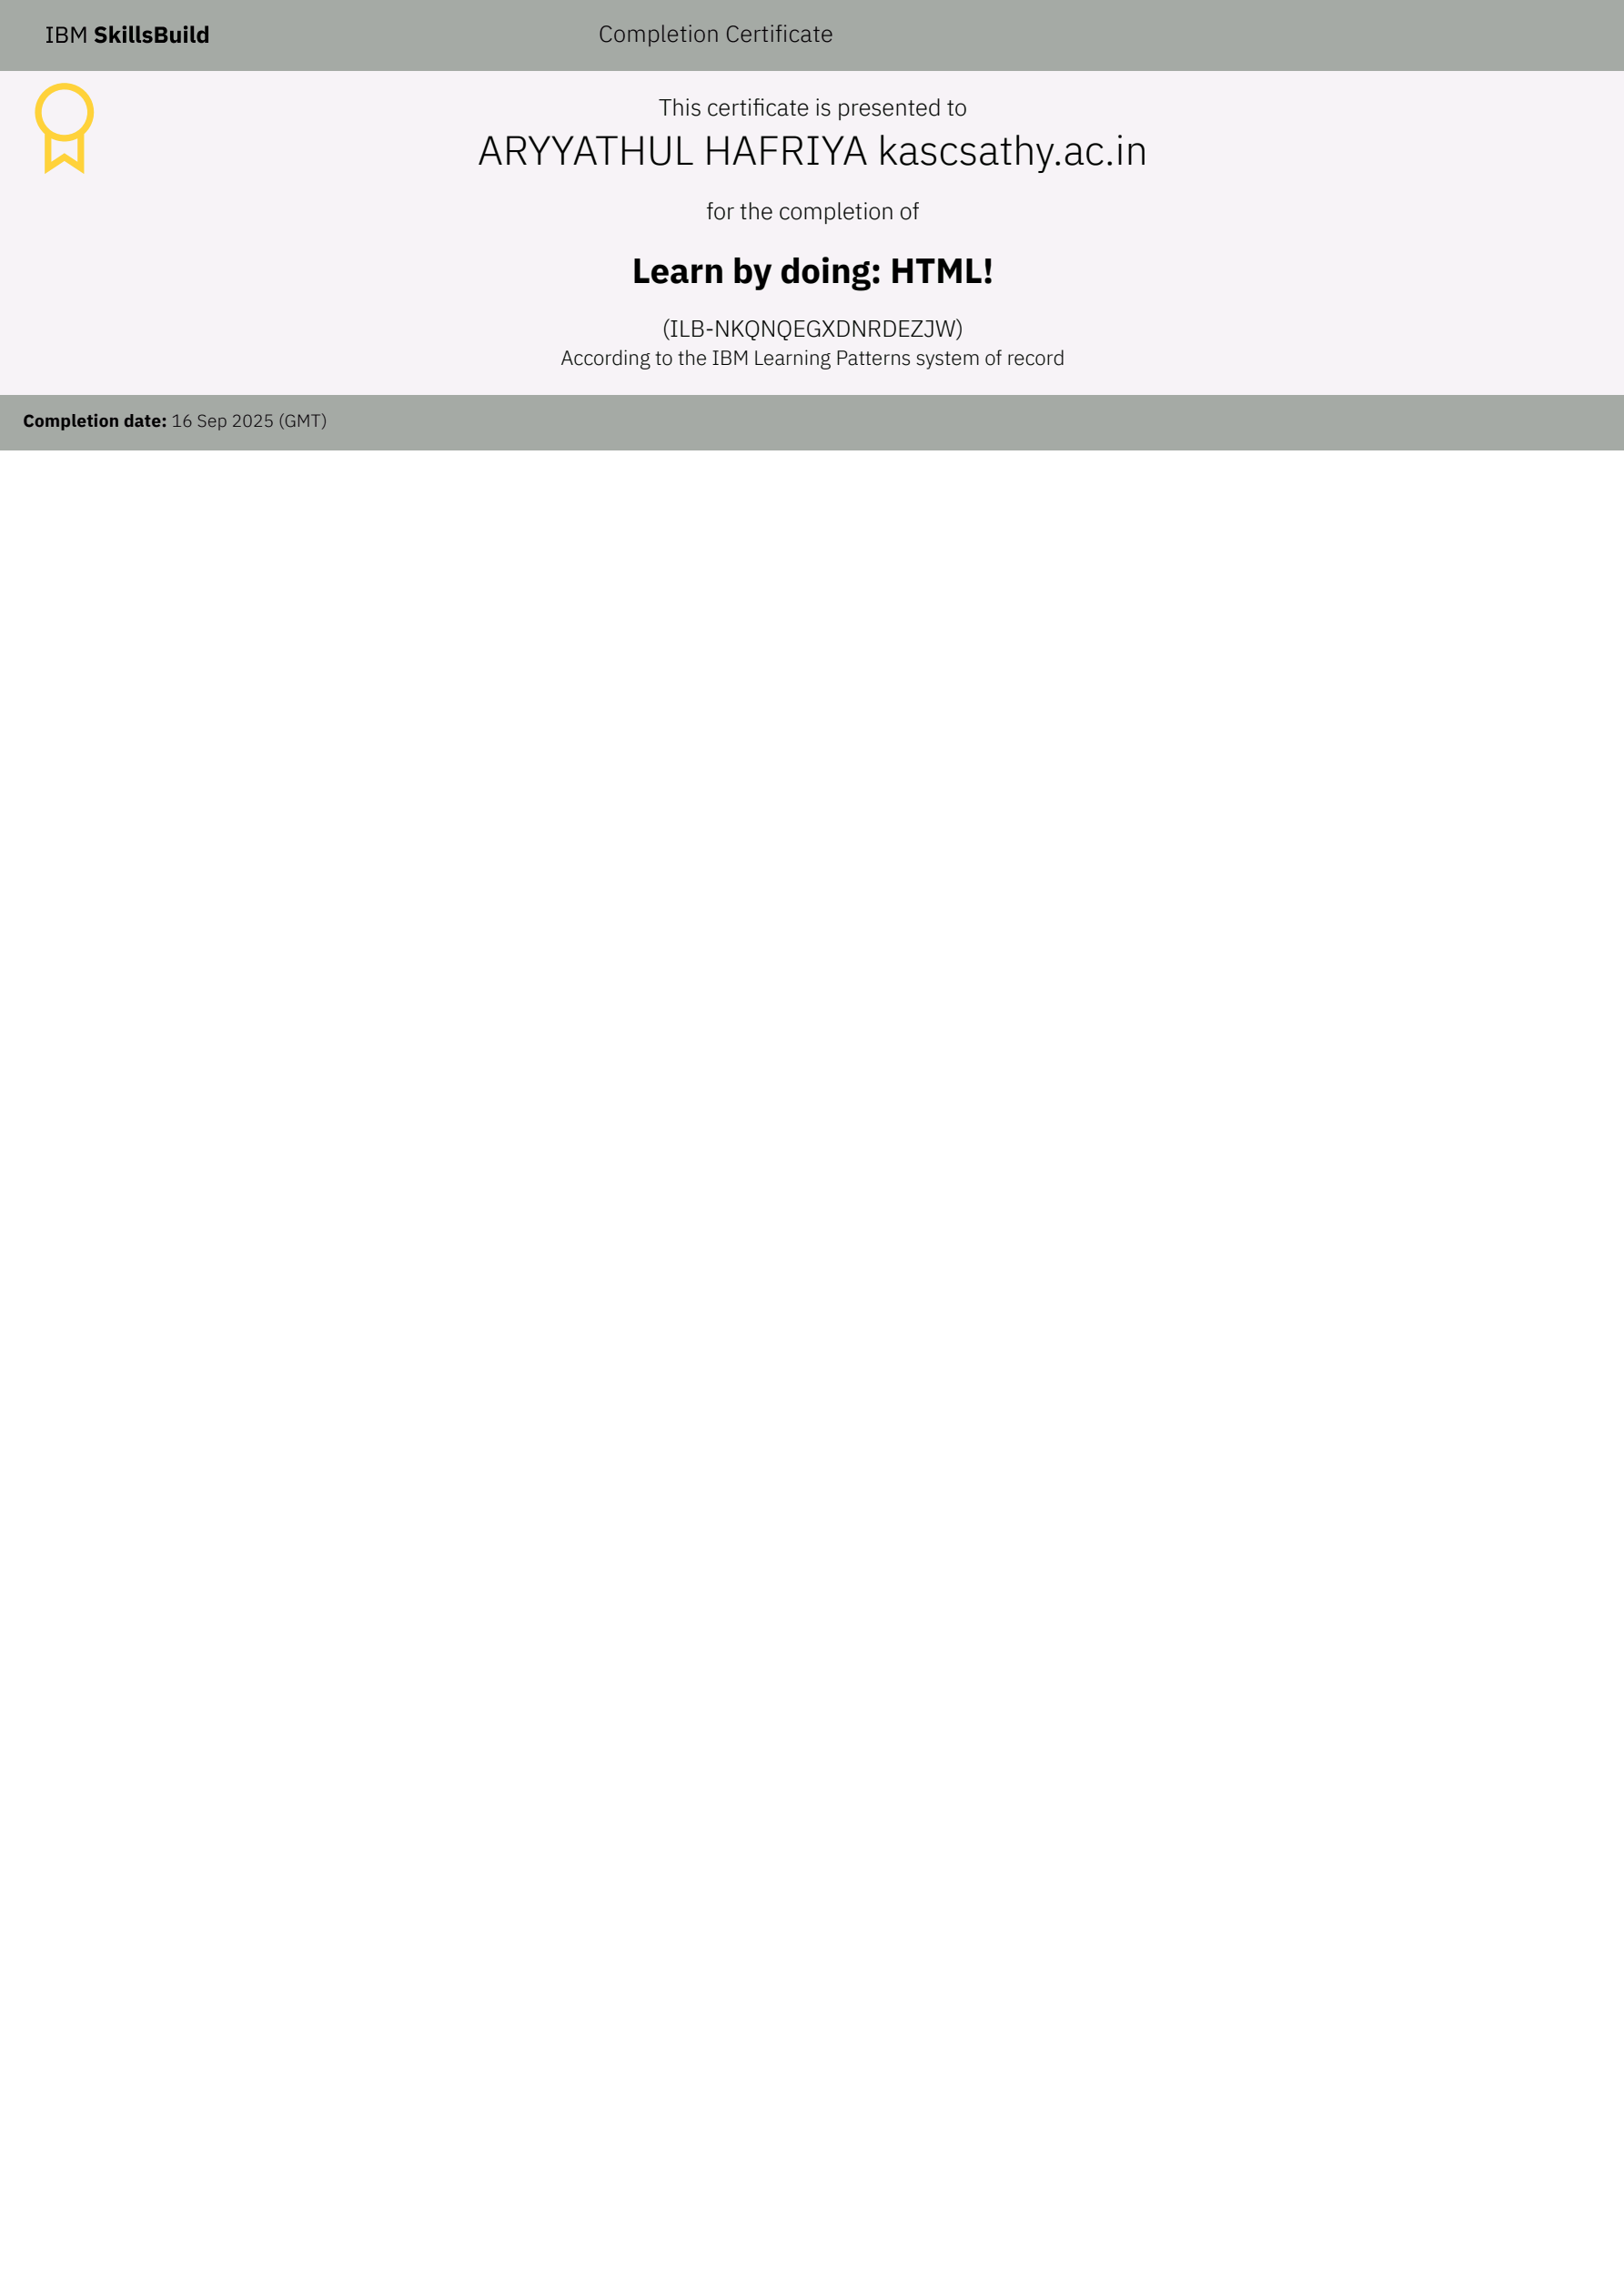 IBM SkillsBuild
Completion Certificate
This certificate is presented to
ARYYATHUL HAFRIYA kascsathy.ac.in
for the completion of
Learn by doing: HTML!
(ILB-NKQNQEGXDNRDEZJW)
According to the IBM Learning Patterns system of record
Completion date: 16 Sep 2025 (GMT)